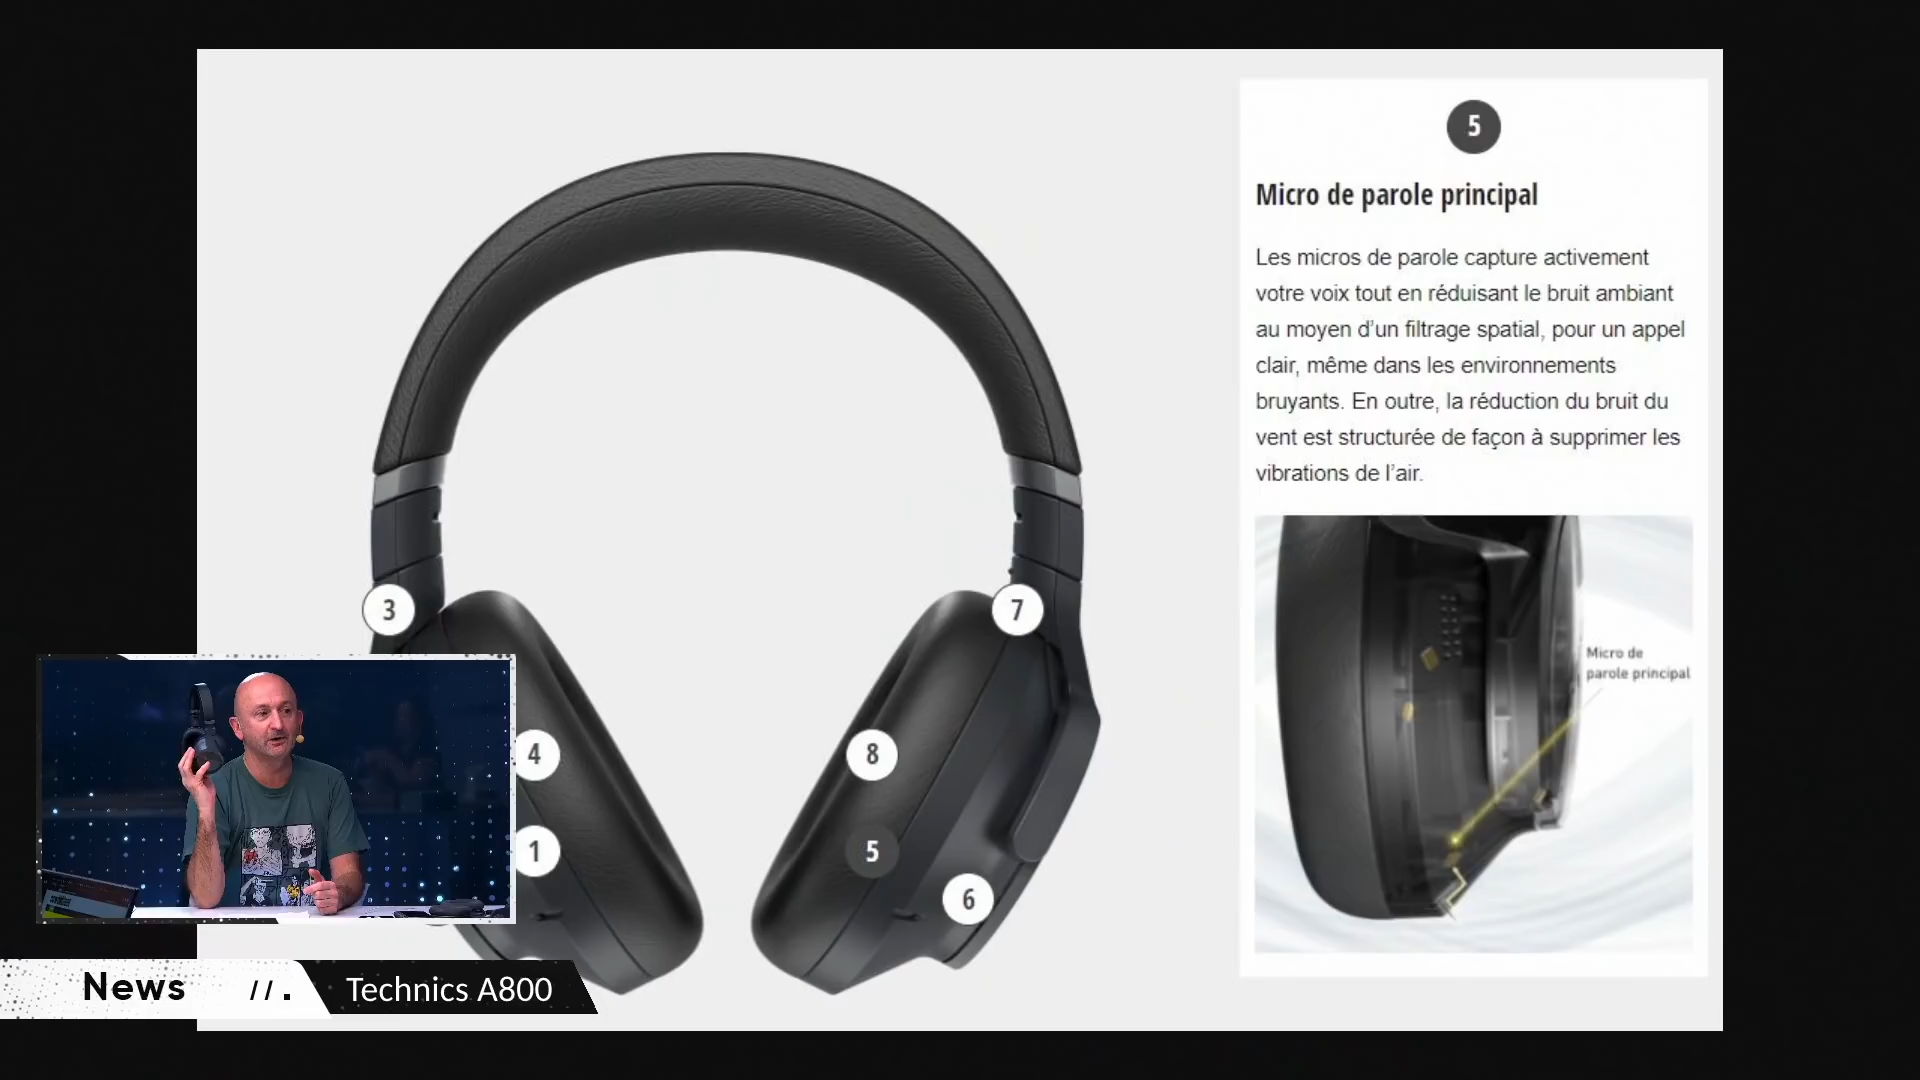 5
Micro de parole principal
Les micros de parole capture activement
votre voix tout en réduisant le bruit ambiant
au moyen d'un filtrage spatial, pour un appel
clair, même dans les environnements
bruyants. En outre, la réduction du bruit du
vent est structurée de façon à supprimer les
vibrations de l'air.
Micro de
parole principal
3
7
4
8
1
5
6
News //.
Technics A800